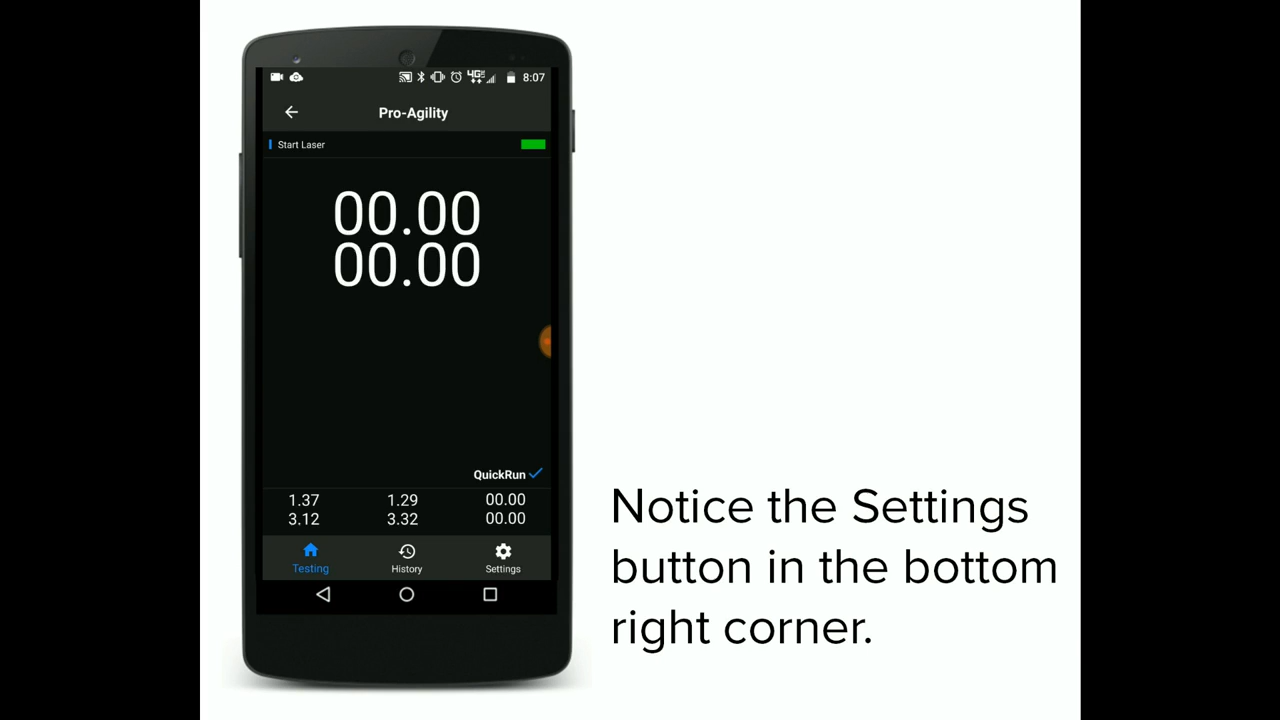 8:07
Pro-Agility
Start Laser
00.00
00.00
QuickRun
1.37 1.29 00.00
3.12 3.32 00.00
Testing History Settings
Notice the Settings
button in the bottom
right corner.